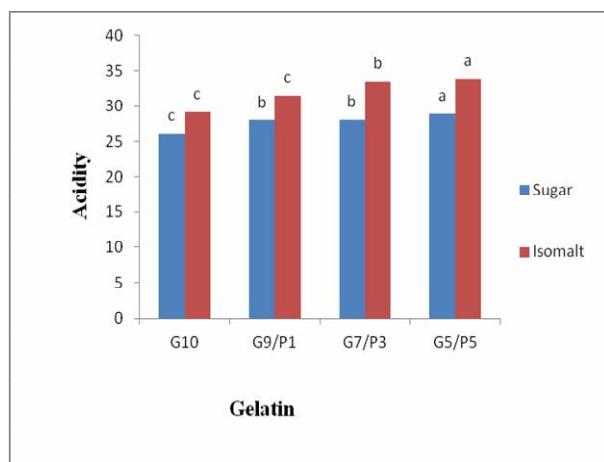 40
35
30
25
20
15
10
5
0
Acidity
c c
b c
b b
a a
G10 G9/P1 G7/P3 G5/P5
Gelatin
Sugar
Isomalt